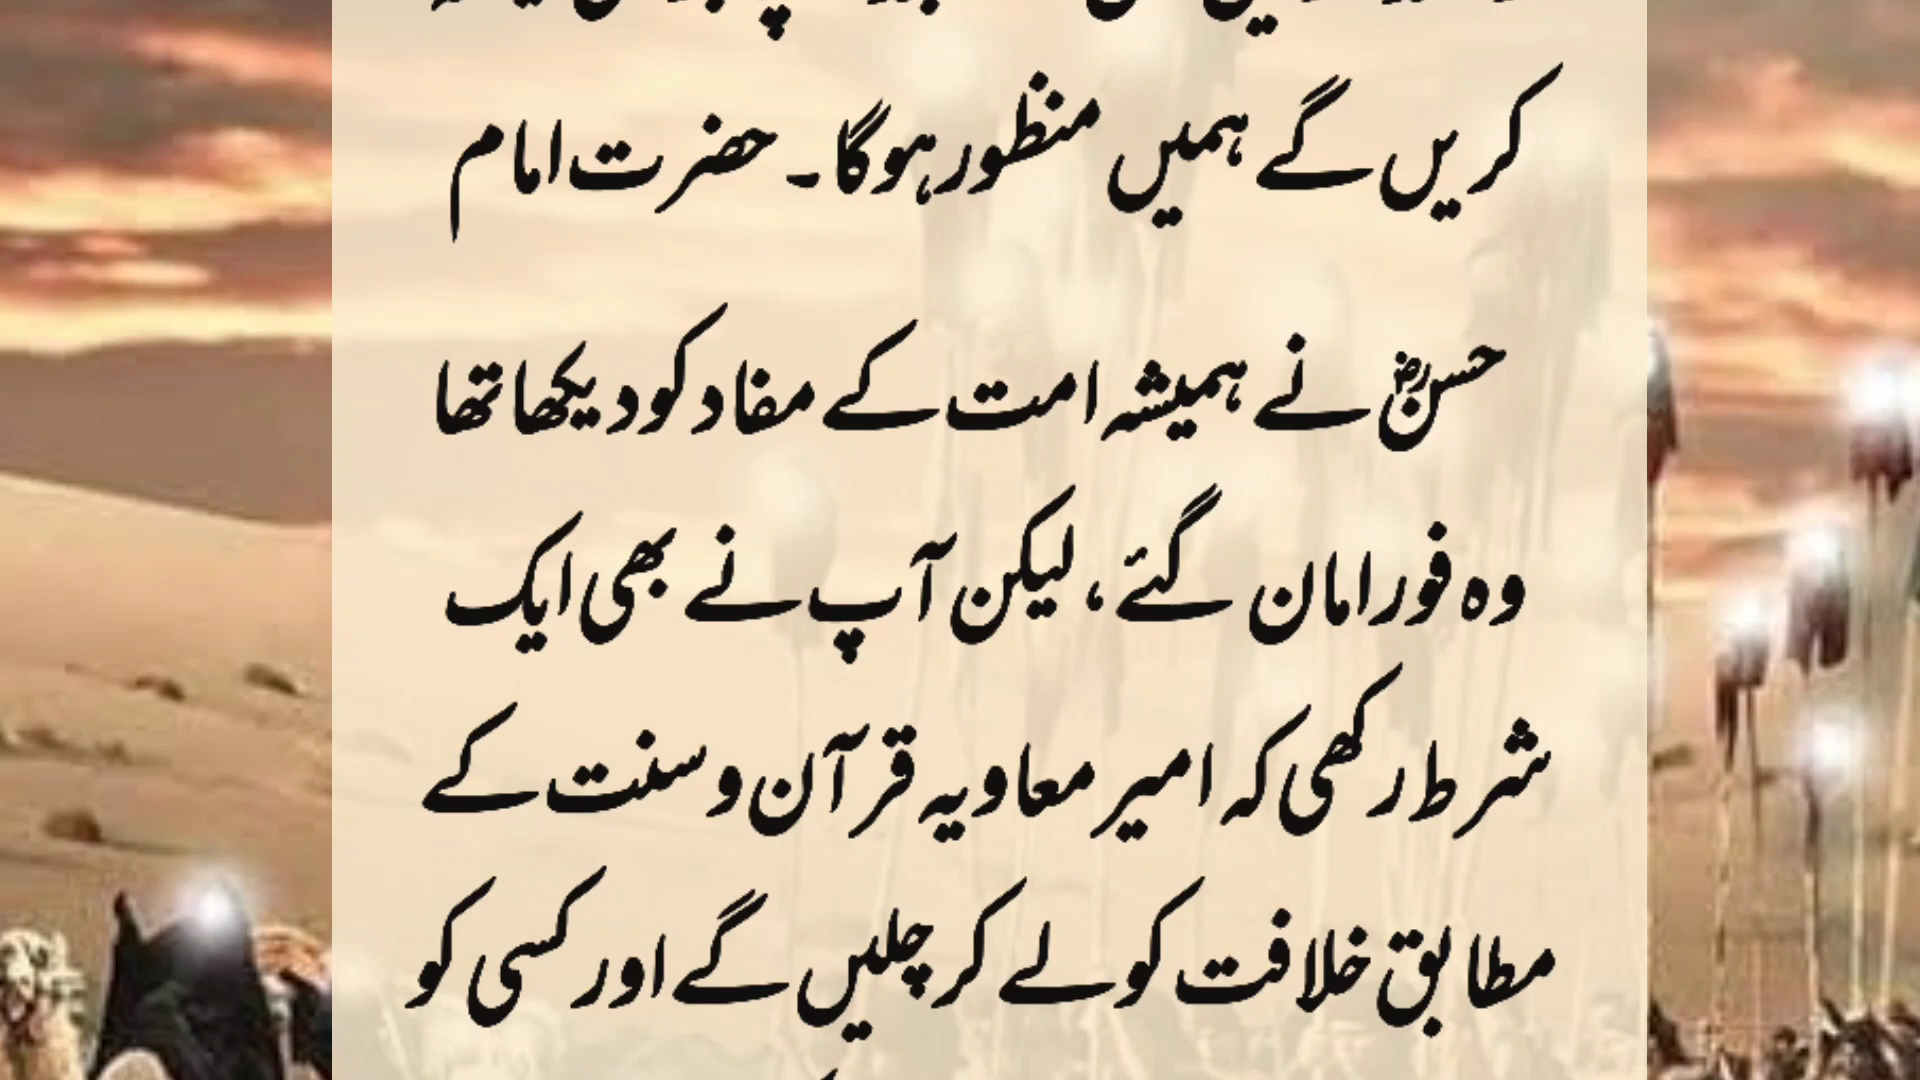 کریں گے ہمیں منظور ہوگا۔ حضرت امام
حسنؓ نے ہمیشہ امت کے مفاد کو دیکھا تھا
وہ فورا مان گئے، لیکن آپ نے بھی ایک
شرط رکھی کہ امیر معاویہ قرآن و سنت کے
مطابق خلافت کو لے کر چلیں گے اور کسی کو